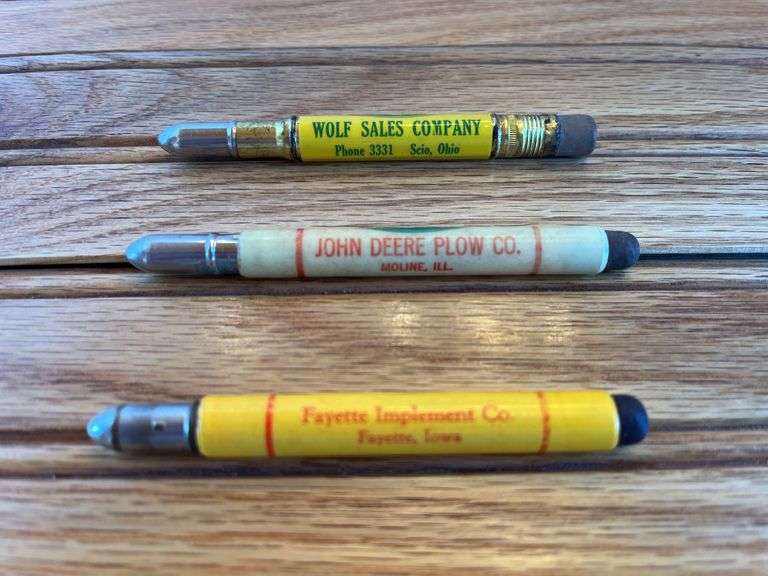 WOLF SALES COMPANY
Phone 3331 Scio, Ohio
JOHN DEERE PLOW CO.
MOLINE, ILL.
Fayette Implement Co.
Fayette, Iowa